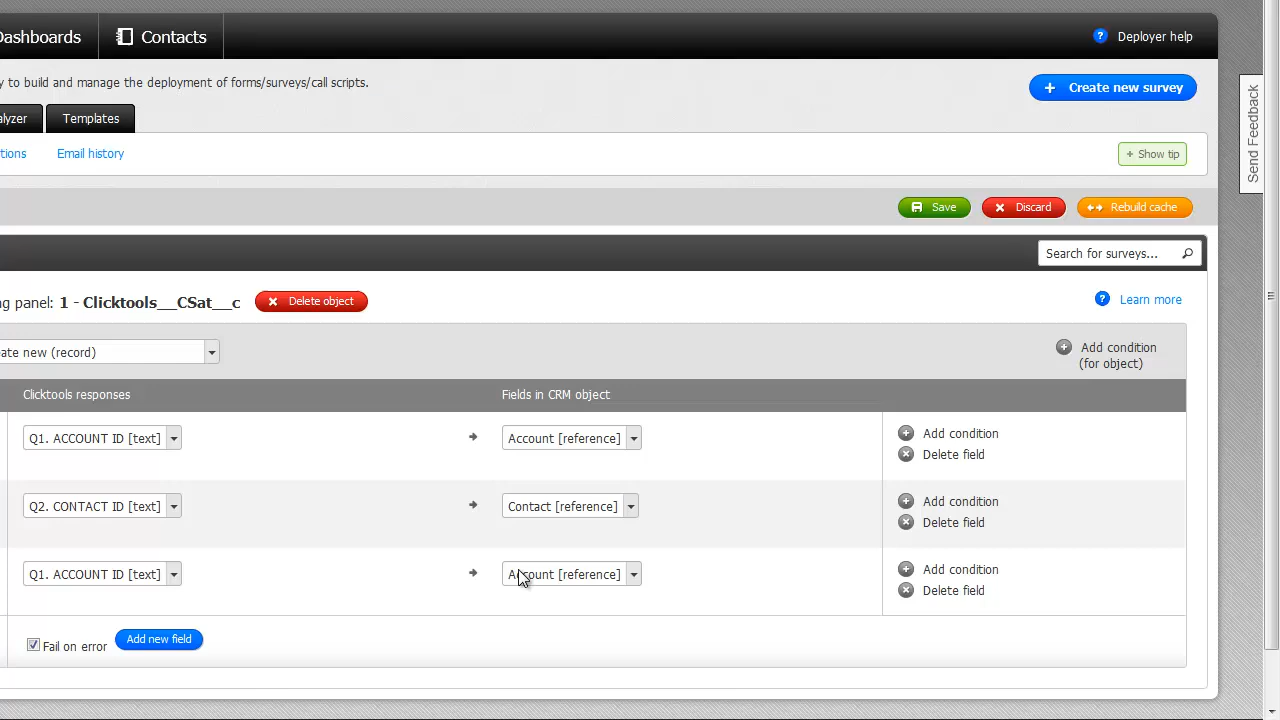 Dashboards
Contacts
Deployer help
y to build and manage the deployment of forms/surveys/call scripts.
Create new survey
alyzer
Templates
tions
Email history
+ Show tip
Send Feedback
Save
Discard
Rebuild cache
Search for surveys...
ng panel: 1 - Clicktools__CSat__c
Delete object
Learn more
eate new (record)
Add condition
(for object)
Clicktools responses
Fields in CRM object
Q1. ACCOUNT ID [text]
Account [reference]
Add condition
Delete field
Q2. CONTACT ID [text]
Contact [reference]
Add condition
Delete field
Q1. ACCOUNT ID [text]
Account [reference]
Add condition
Delete field
Fail on error
Add new field